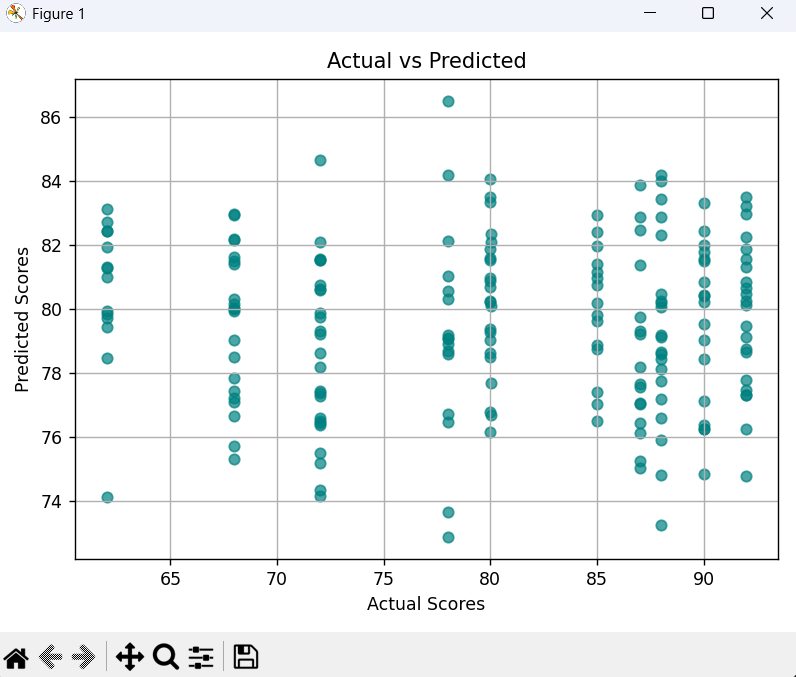 Figure 1
Actual vs Predicted
86
84
82
80
78
76
74
Predicted Scores
65 70 75 80 85 90
Actual Scores